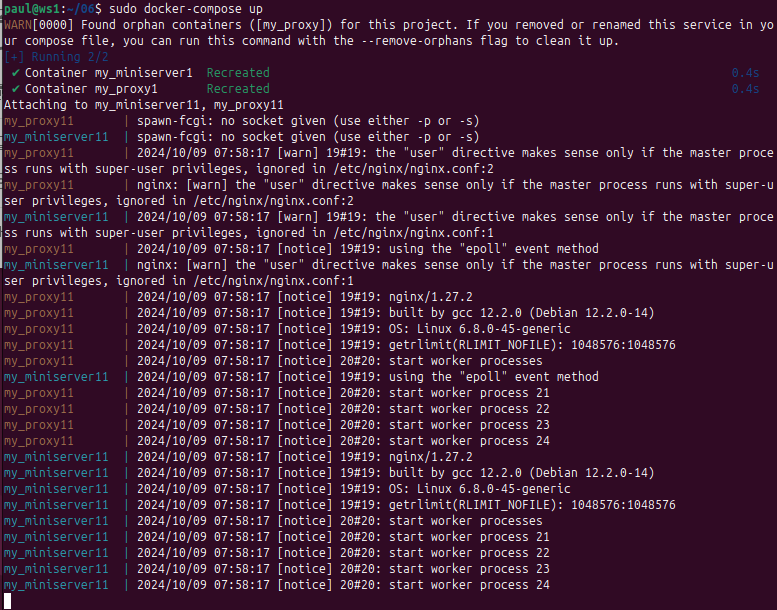 paul@ws1:~/06$ sudo docker-compose up
WARN[0000] Found orphan containers ([my_proxy]) for this project. If you removed or renamed this service in yo
ur compose file, you can run this command with the --remove-orphans flag to clean it up.
[+] Running 2/2
✔ Container my_miniserver1  Recreated 0.4s
✔ Container my_proxy1       Recreated 0.4s
Attaching to my_miniserver11, my_proxy11
my_proxy11       | spawn-fcgi: no socket given (use either -p or -s)
my_miniserver11  | spawn-fcgi: no socket given (use either -p or -s)
my_proxy11       | 2024/10/09 07:58:17 [warn] 19#19: the "user" directive makes sense only if the master proce
ss runs with super-user privileges, ignored in /etc/nginx/nginx.conf:2
my_proxy11       | nginx: [warn] the "user" directive makes sense only if the master process runs with super-u
ser privileges, ignored in /etc/nginx/nginx.conf:2
my_miniserver11  | 2024/10/09 07:58:17 [warn] 19#19: the "user" directive makes sense only if the master proce
ss runs with super-user privileges, ignored in /etc/nginx/nginx.conf:1
my_proxy11       | 2024/10/09 07:58:17 [notice] 19#19: using the "epoll" event method
my_miniserver11  | nginx: [warn] the "user" directive makes sense only if the master process runs with super-u
ser privileges, ignored in /etc/nginx/nginx.conf:1
my_proxy11       | 2024/10/09 07:58:17 [notice] 19#19: nginx/1.27.2
my_proxy11       | 2024/10/09 07:58:17 [notice] 19#19: built by gcc 12.2.0 (Debian 12.2.0-14)
my_proxy11       | 2024/10/09 07:58:17 [notice] 19#19: OS: Linux 6.8.0-45-generic
my_proxy11       | 2024/10/09 07:58:17 [notice] 19#19: getrlimit(RLIMIT_NOFILE): 1048576:1048576
my_proxy11       | 2024/10/09 07:58:17 [notice] 20#20: start worker processes
my_miniserver11  | 2024/10/09 07:58:17 [notice] 19#19: using the "epoll" event method
my_proxy11       | 2024/10/09 07:58:17 [notice] 20#20: start worker process 21
my_proxy11       | 2024/10/09 07:58:17 [notice] 20#20: start worker process 22
my_proxy11       | 2024/10/09 07:58:17 [notice] 20#20: start worker process 23
my_proxy11       | 2024/10/09 07:58:17 [notice] 20#20: start worker process 24
my_miniserver11  | 2024/10/09 07:58:17 [notice] 19#19: nginx/1.27.2
my_miniserver11  | 2024/10/09 07:58:17 [notice] 19#19: built by gcc 12.2.0 (Debian 12.2.0-14)
my_miniserver11  | 2024/10/09 07:58:17 [notice] 19#19: OS: Linux 6.8.0-45-generic
my_miniserver11  | 2024/10/09 07:58:17 [notice] 19#19: getrlimit(RLIMIT_NOFILE): 1048576:1048576
my_miniserver11  | 2024/10/09 07:58:17 [notice] 20#20: start worker processes
my_miniserver11  | 2024/10/09 07:58:17 [notice] 20#20: start worker process 21
my_miniserver11  | 2024/10/09 07:58:17 [notice] 20#20: start worker process 22
my_miniserver11  | 2024/10/09 07:58:17 [notice] 20#20: start worker process 23
my_miniserver11  | 2024/10/09 07:58:17 [notice] 20#20: start worker process 24